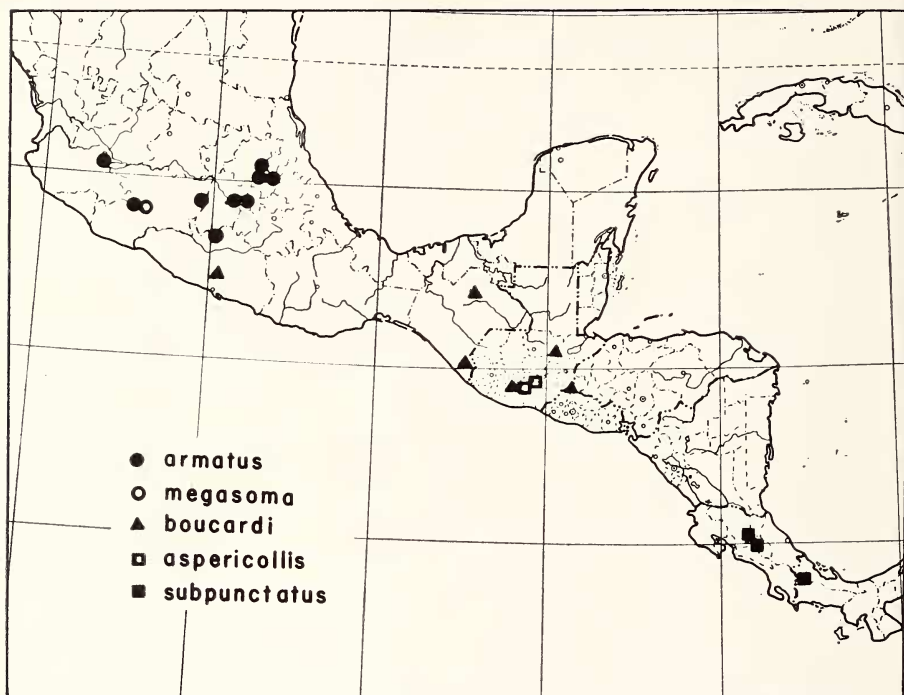 armatus
megasoma
boucardi
aspericollis
subpunctatus